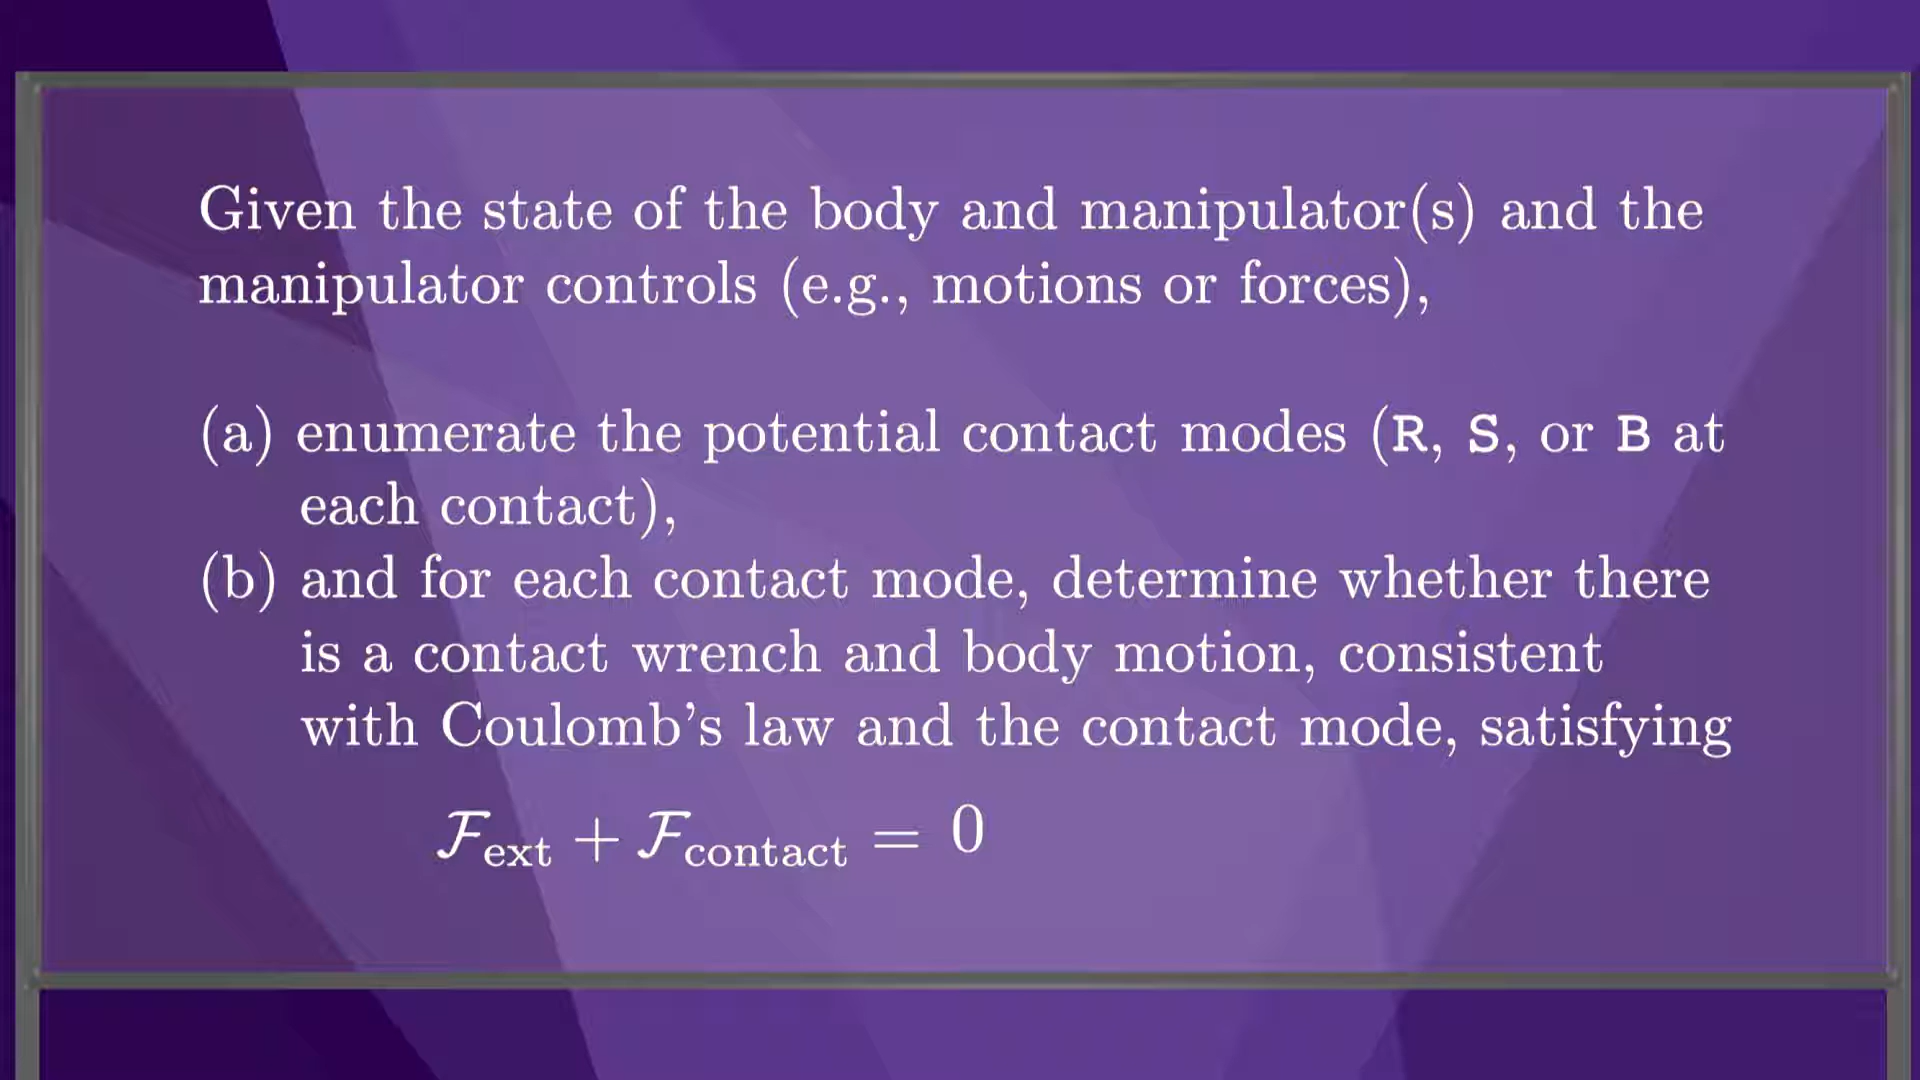 Given the state of the body and manipulator(s) and the
manipulator controls (e.g., motions or forces),
(a) enumerate the potential contact modes (R, S, or B at
each contact),
(b) and for each contact mode, determine whether there
is a contact wrench and body motion, consistent
with Coulomb's law and the contact mode, satisfying
ℱext + ℱcontact = 0